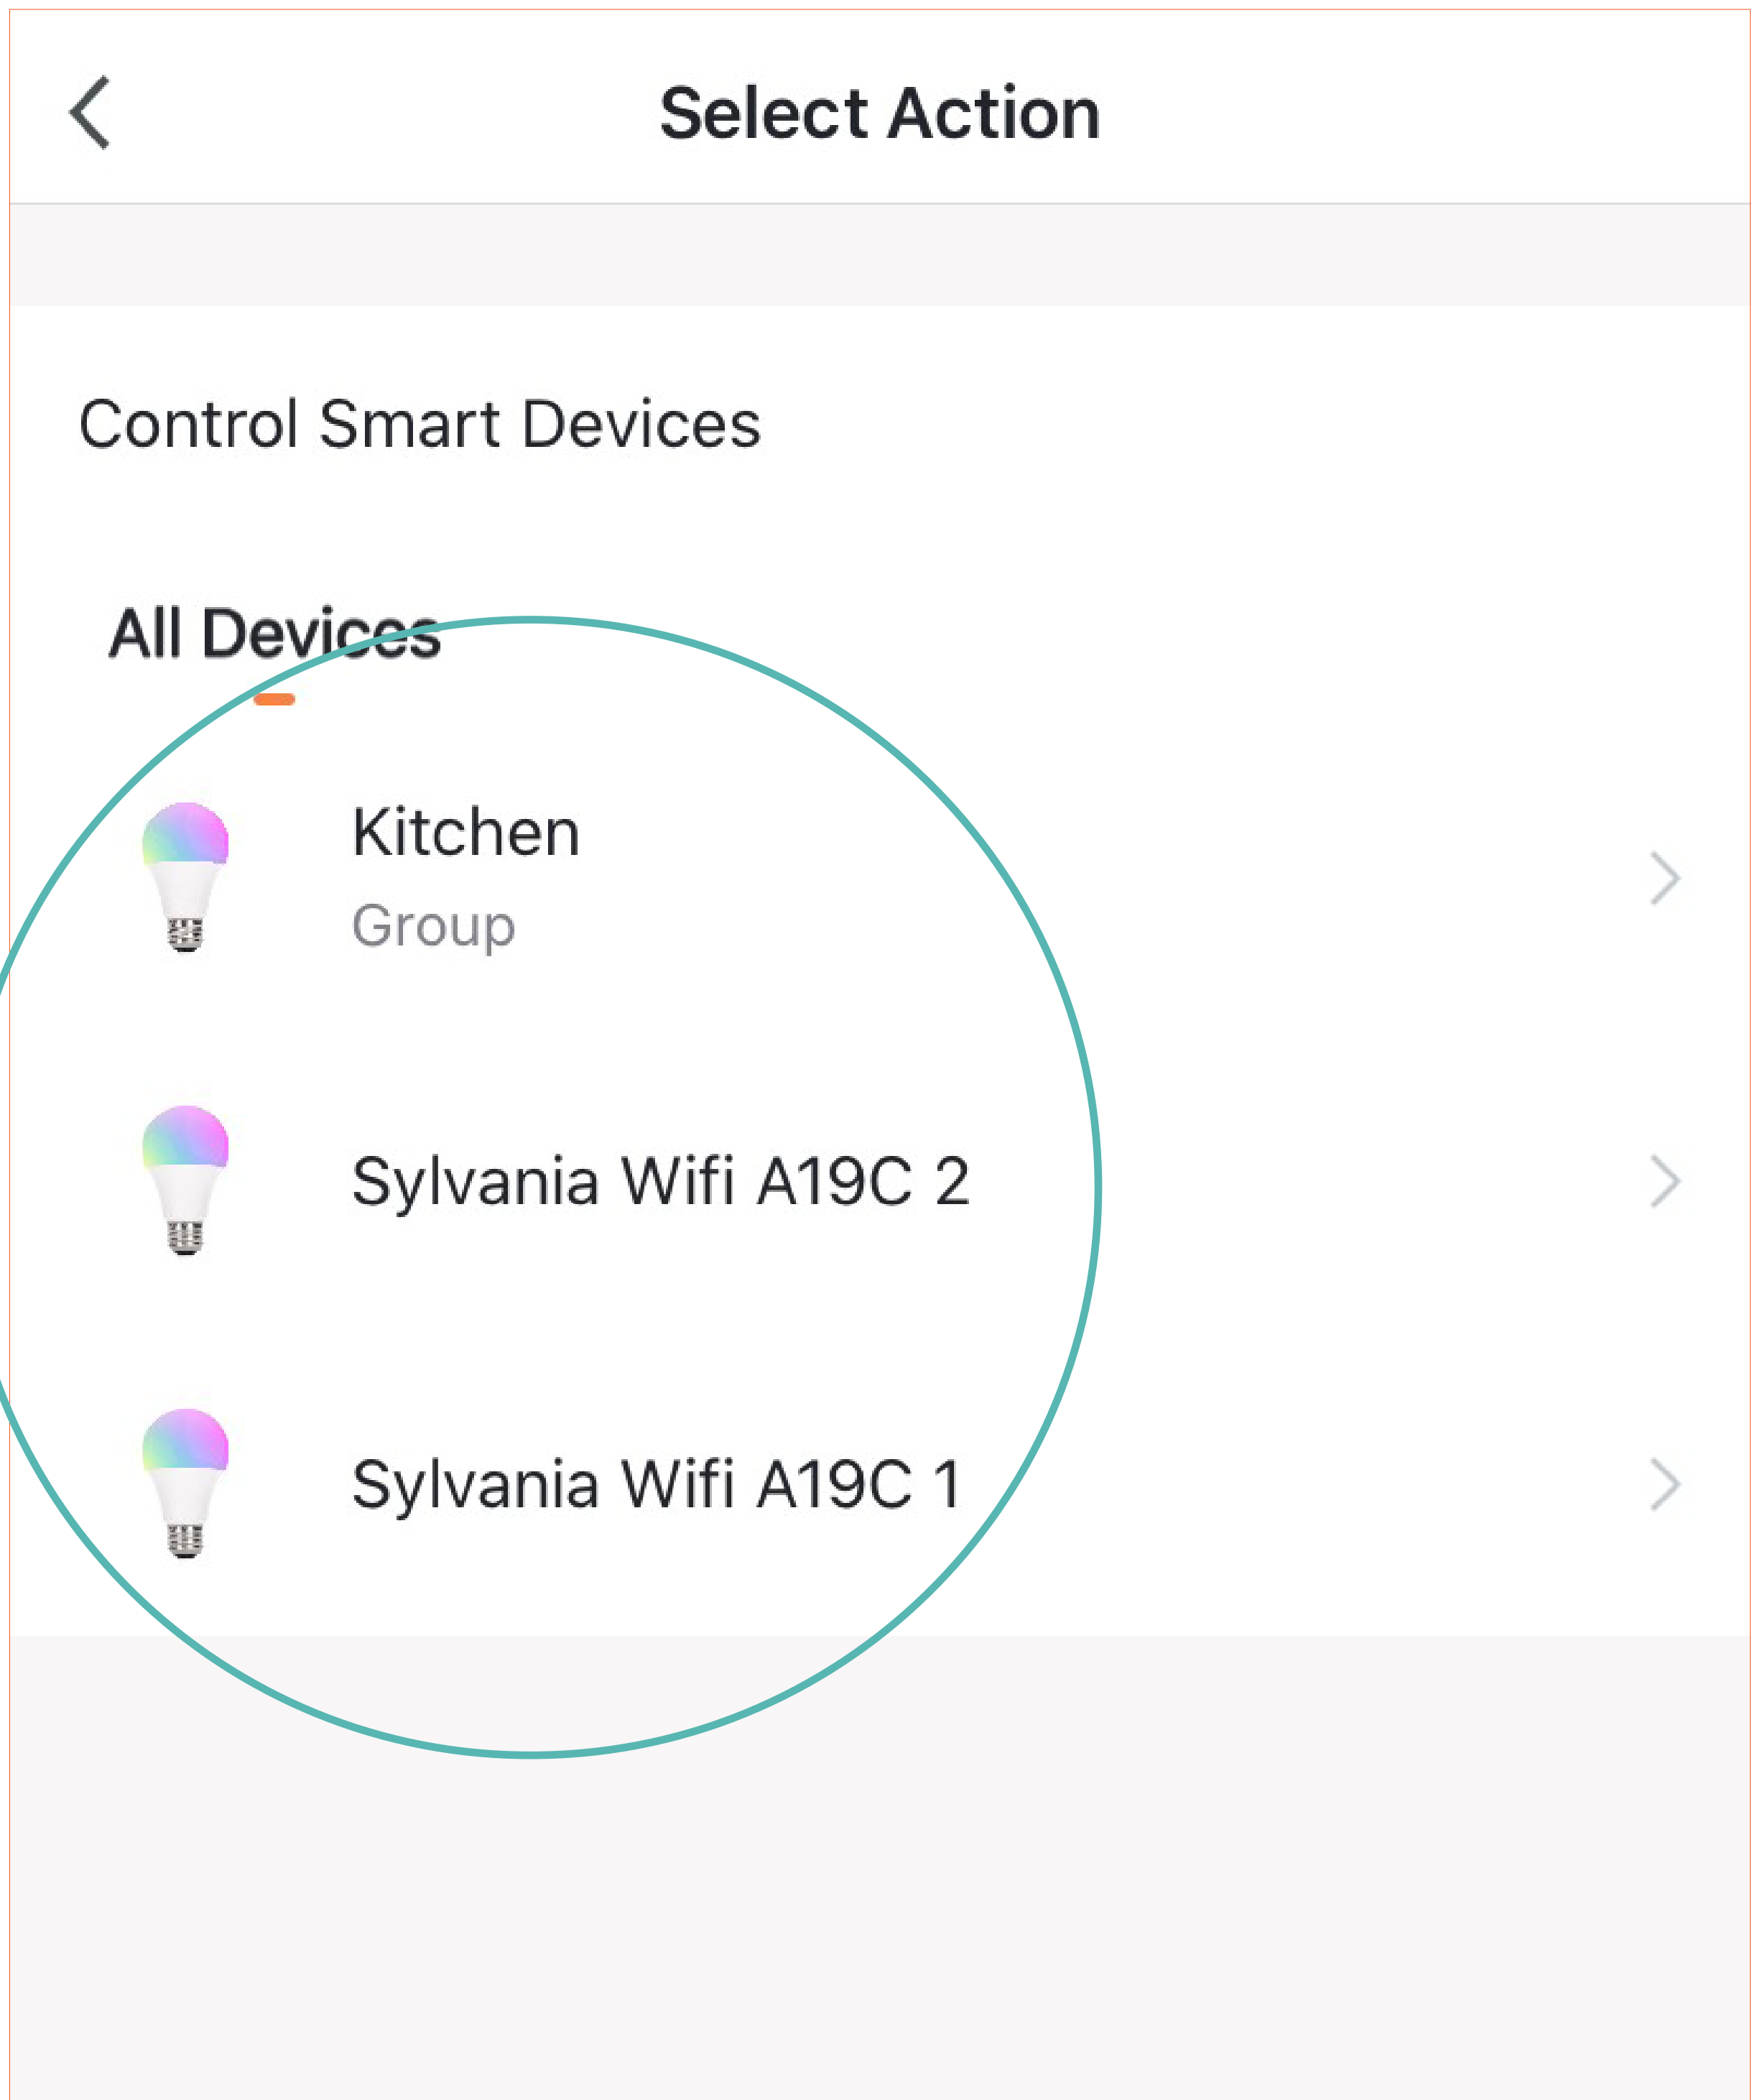 Select Action
Control Smart Devices
All Devices
Kitchen
Group
Sylvania Wifi A19C 2
Sylvania Wifi A19C 1